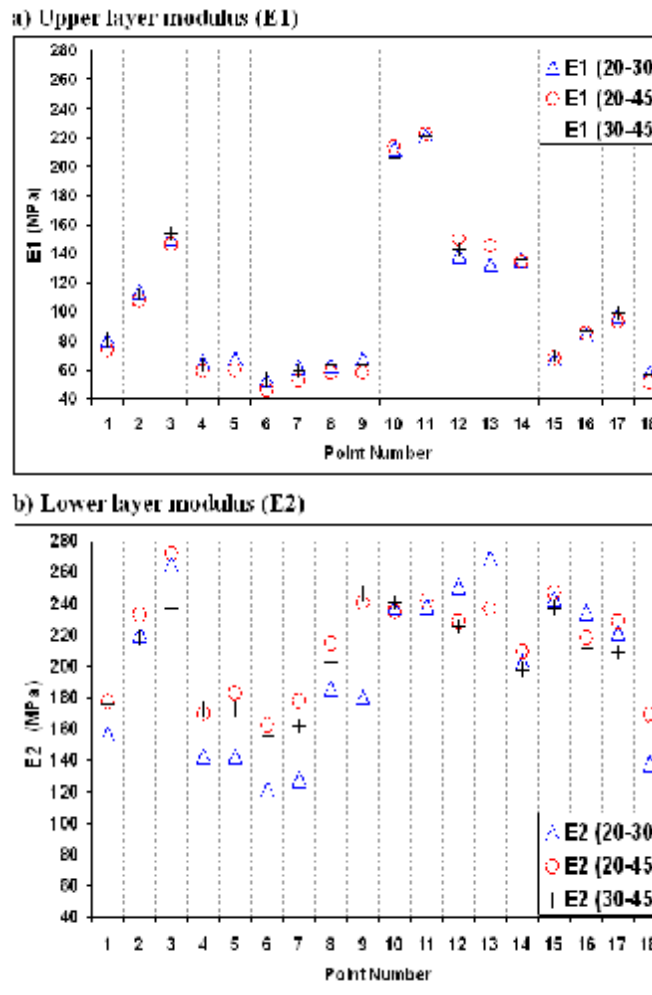 a) Upper layer modulus (E1)
280
260
240
220
200
180
160
140
120
100
80
60
40
E1 (MPa)
E1 (20-30
E1 (20-45
E1 (30-45
1 2 3 4 5 6 7 8 9 10 11 12 13 14 15 16 17 18
Point Number
b) Lower layer modulus (E2)
280
260
240
220
200
180
160
140
120
100
80
60
40
E2 (MPa)
E2 (20-30
E2 (20-45
E2 (30-45
1 2 3 4 5 6 7 8 9 10 11 12 13 14 15 16 17 18
Point Number